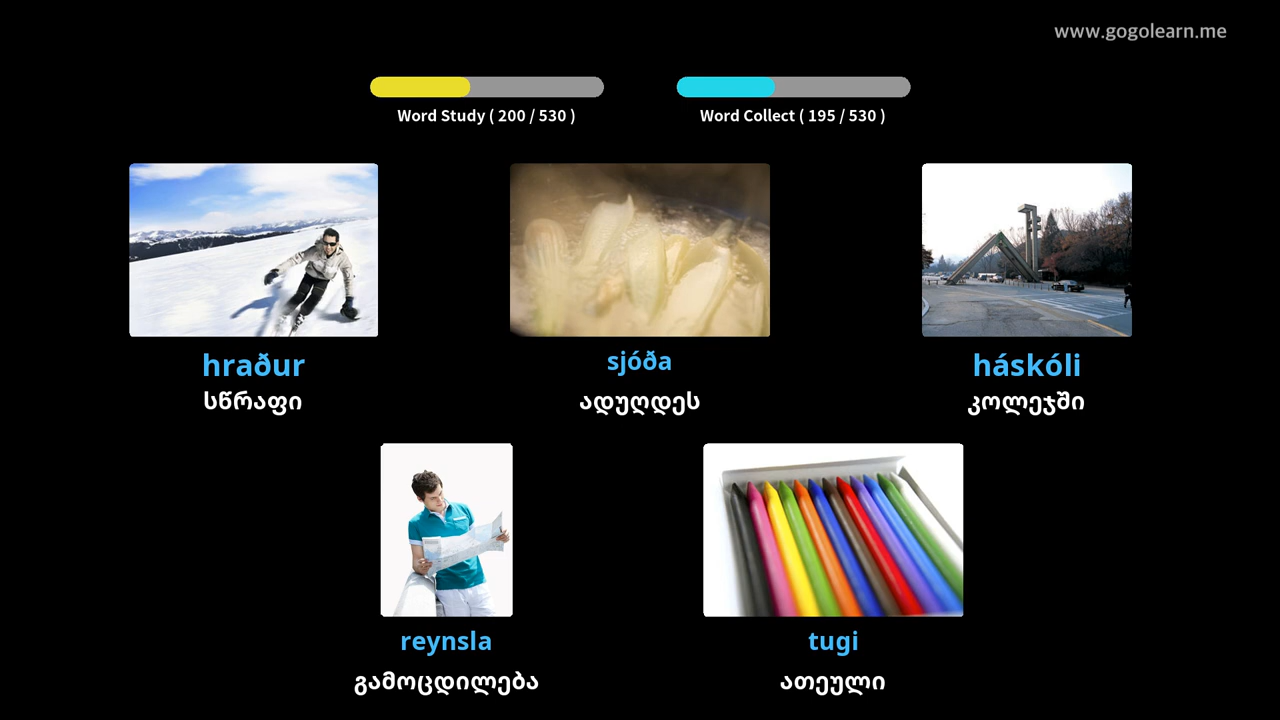 www.gogolearn.me
Word Study ( 200 / 530 )
Word Collect ( 195 / 530 )
hraður
sjóða
háskóli
სწრაფი
ადუღდეს
კოლეჯში
reynsla
tugi
გამოცდილება
ათეული